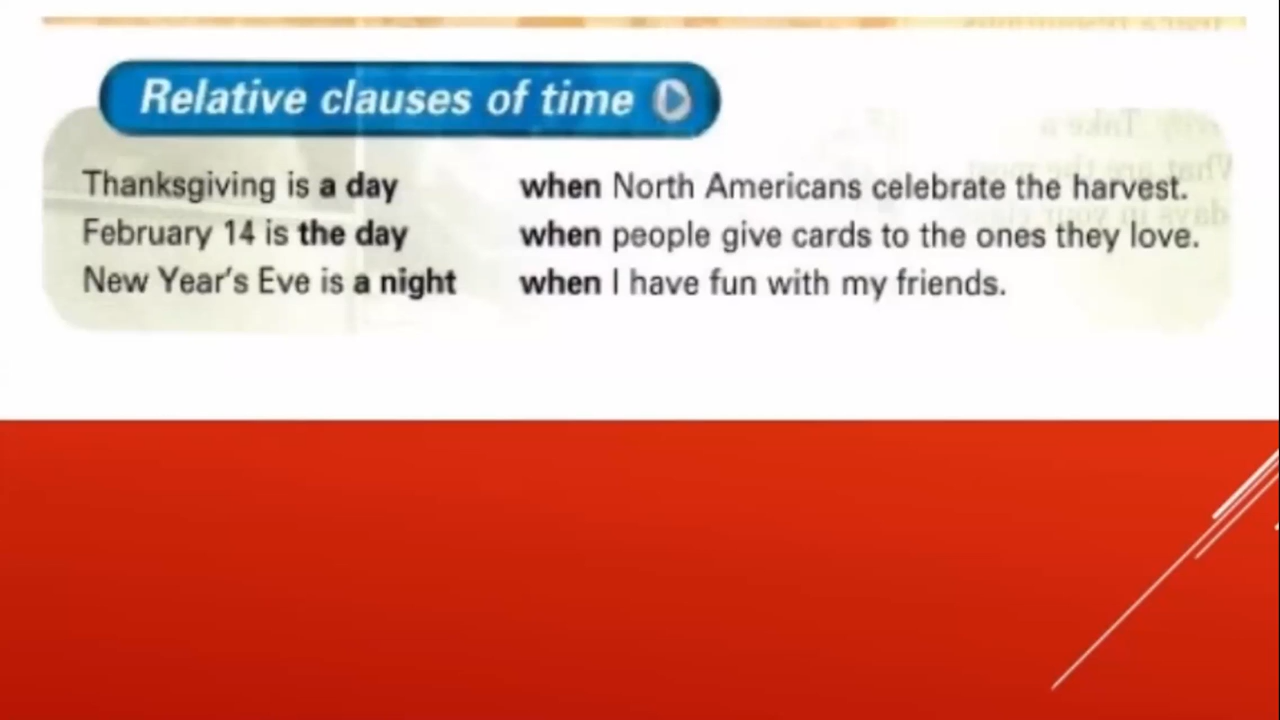 Relative clauses of time
Thanksgiving is a day when North Americans celebrate the harvest.
February 14 is the day when people give cards to the ones they love.
New Year's Eve is a night when I have fun with my friends.